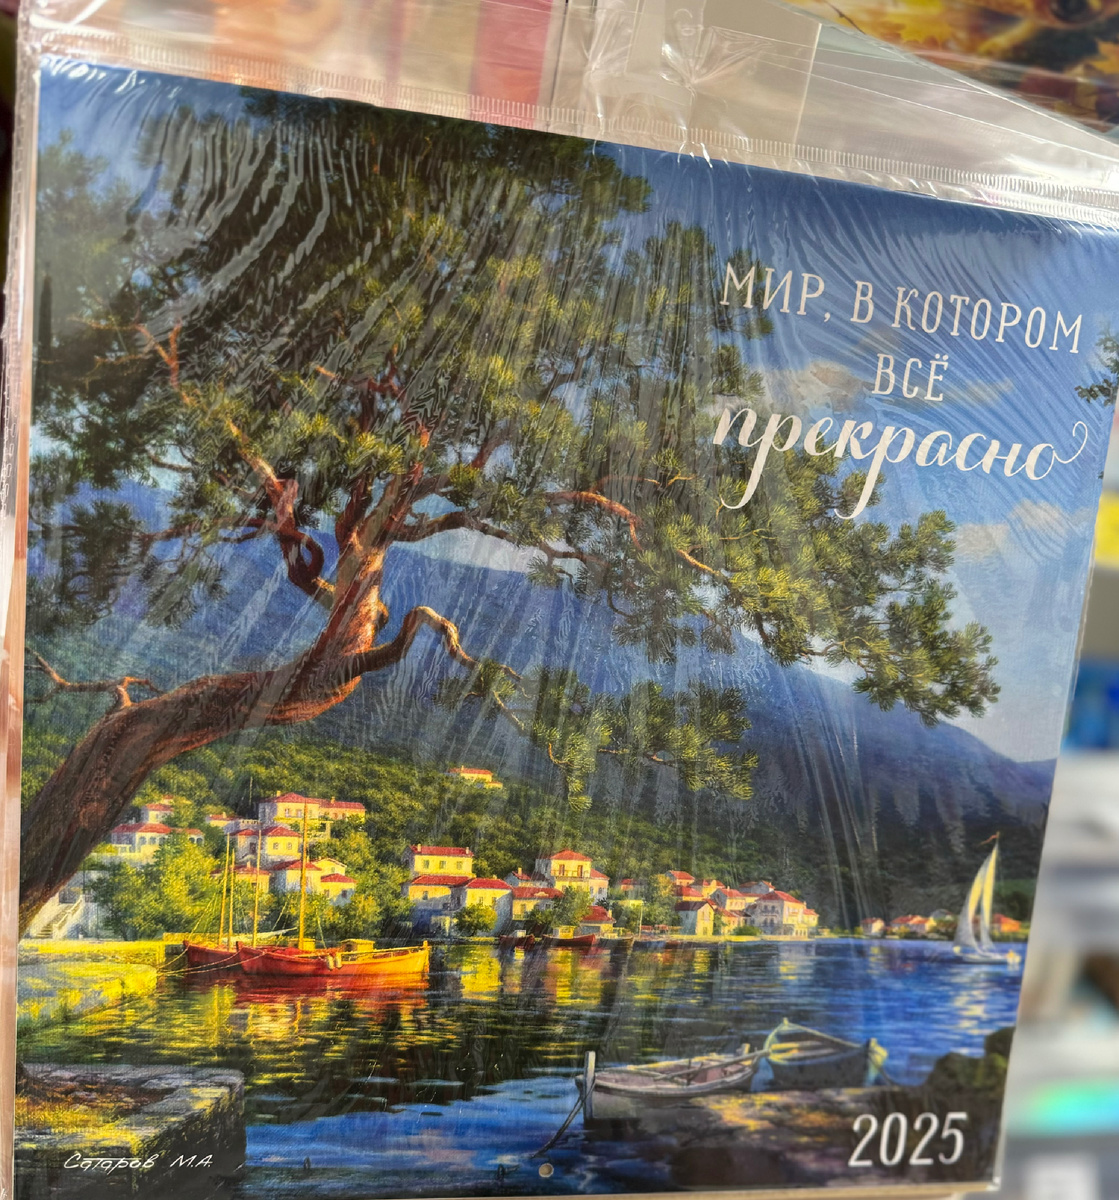 МИР, В КОТОРОМ
ВСЁ
прекрасно
2025
Сатаров М.А.